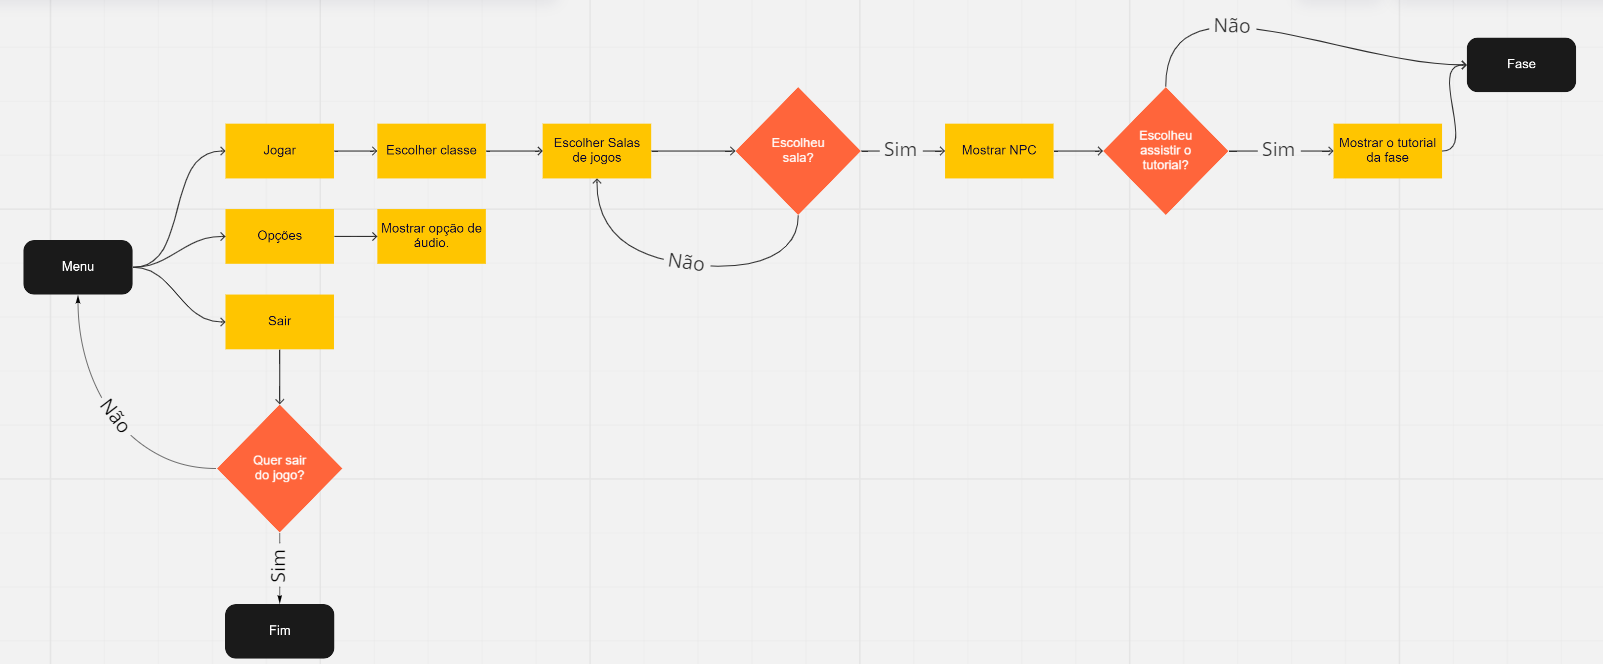 Não
Fase
Jogar
Escolher classe
Escolher Salas
de jogos
Escolheu
sala?
Sim
Mostrar NPC
Escolheu
assistir o
tutorial?
Sim
Mostrar o tutorial
da fase
Menu
Opções
Mostrar opção de
áudio.
Não
Sair
Não
Quer sair
do jogo?
Sim
Fim